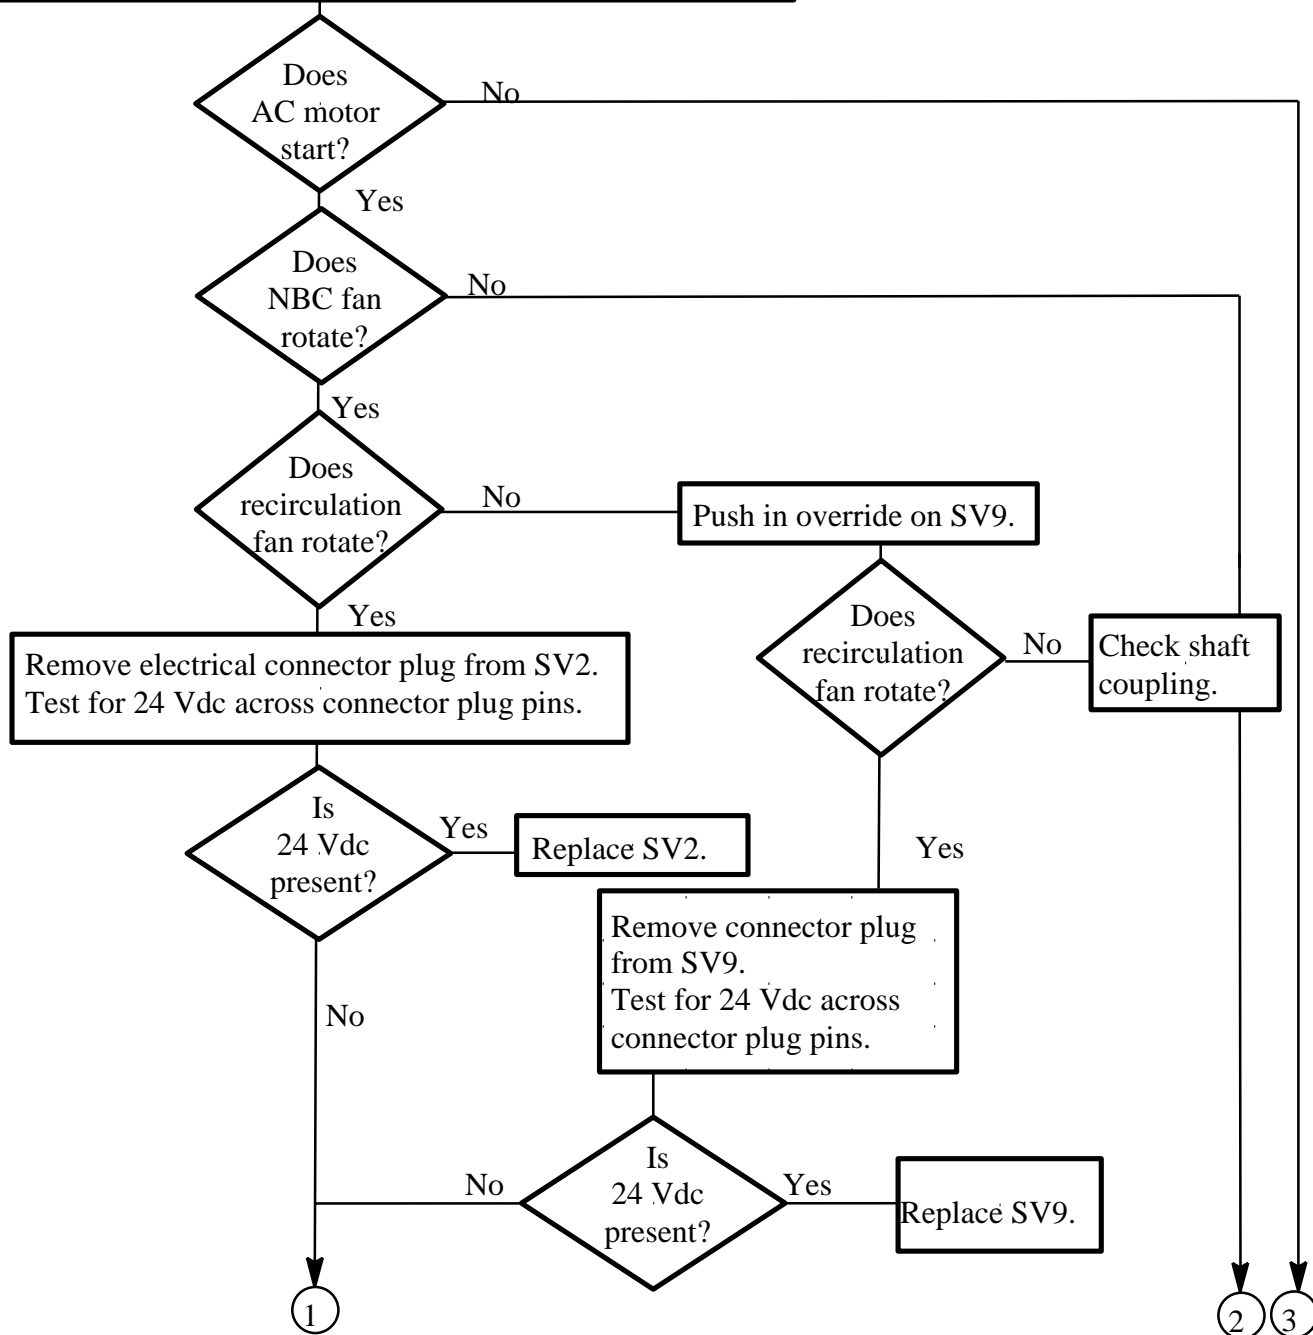 Does
AC motor
start?
No
Yes
Does
NBC fan
rotate?
No
Yes
Does
recirculation
fan rotate?
No
Push in override on SV9.
Yes
Does
recirculation
fan rotate?
No
Check shaft
coupling.
Remove electrical connector plug from SV2.
Test for 24 Vdc across connector plug pins.
Is
24 Vdc
present?
Yes
Replace SV2.
Yes
Remove connector plug
from SV9.
Test for 24 Vdc across
connector plug pins.
No
Is
24 Vdc
present?
No
Yes
Replace SV9.
1
2
3